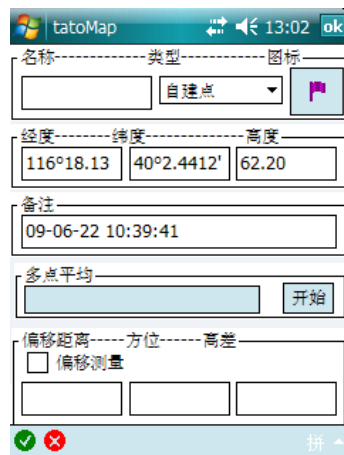 tatoMap 13:02 ok
名称------------类型------------图标
自建点
经度--------纬度----------------高度
116°18.13 40°2.4412' 62.20
备注
09-06-22 10:39:41
多点平均
开始
偏移距离-----方位------高差
偏移测量
拼